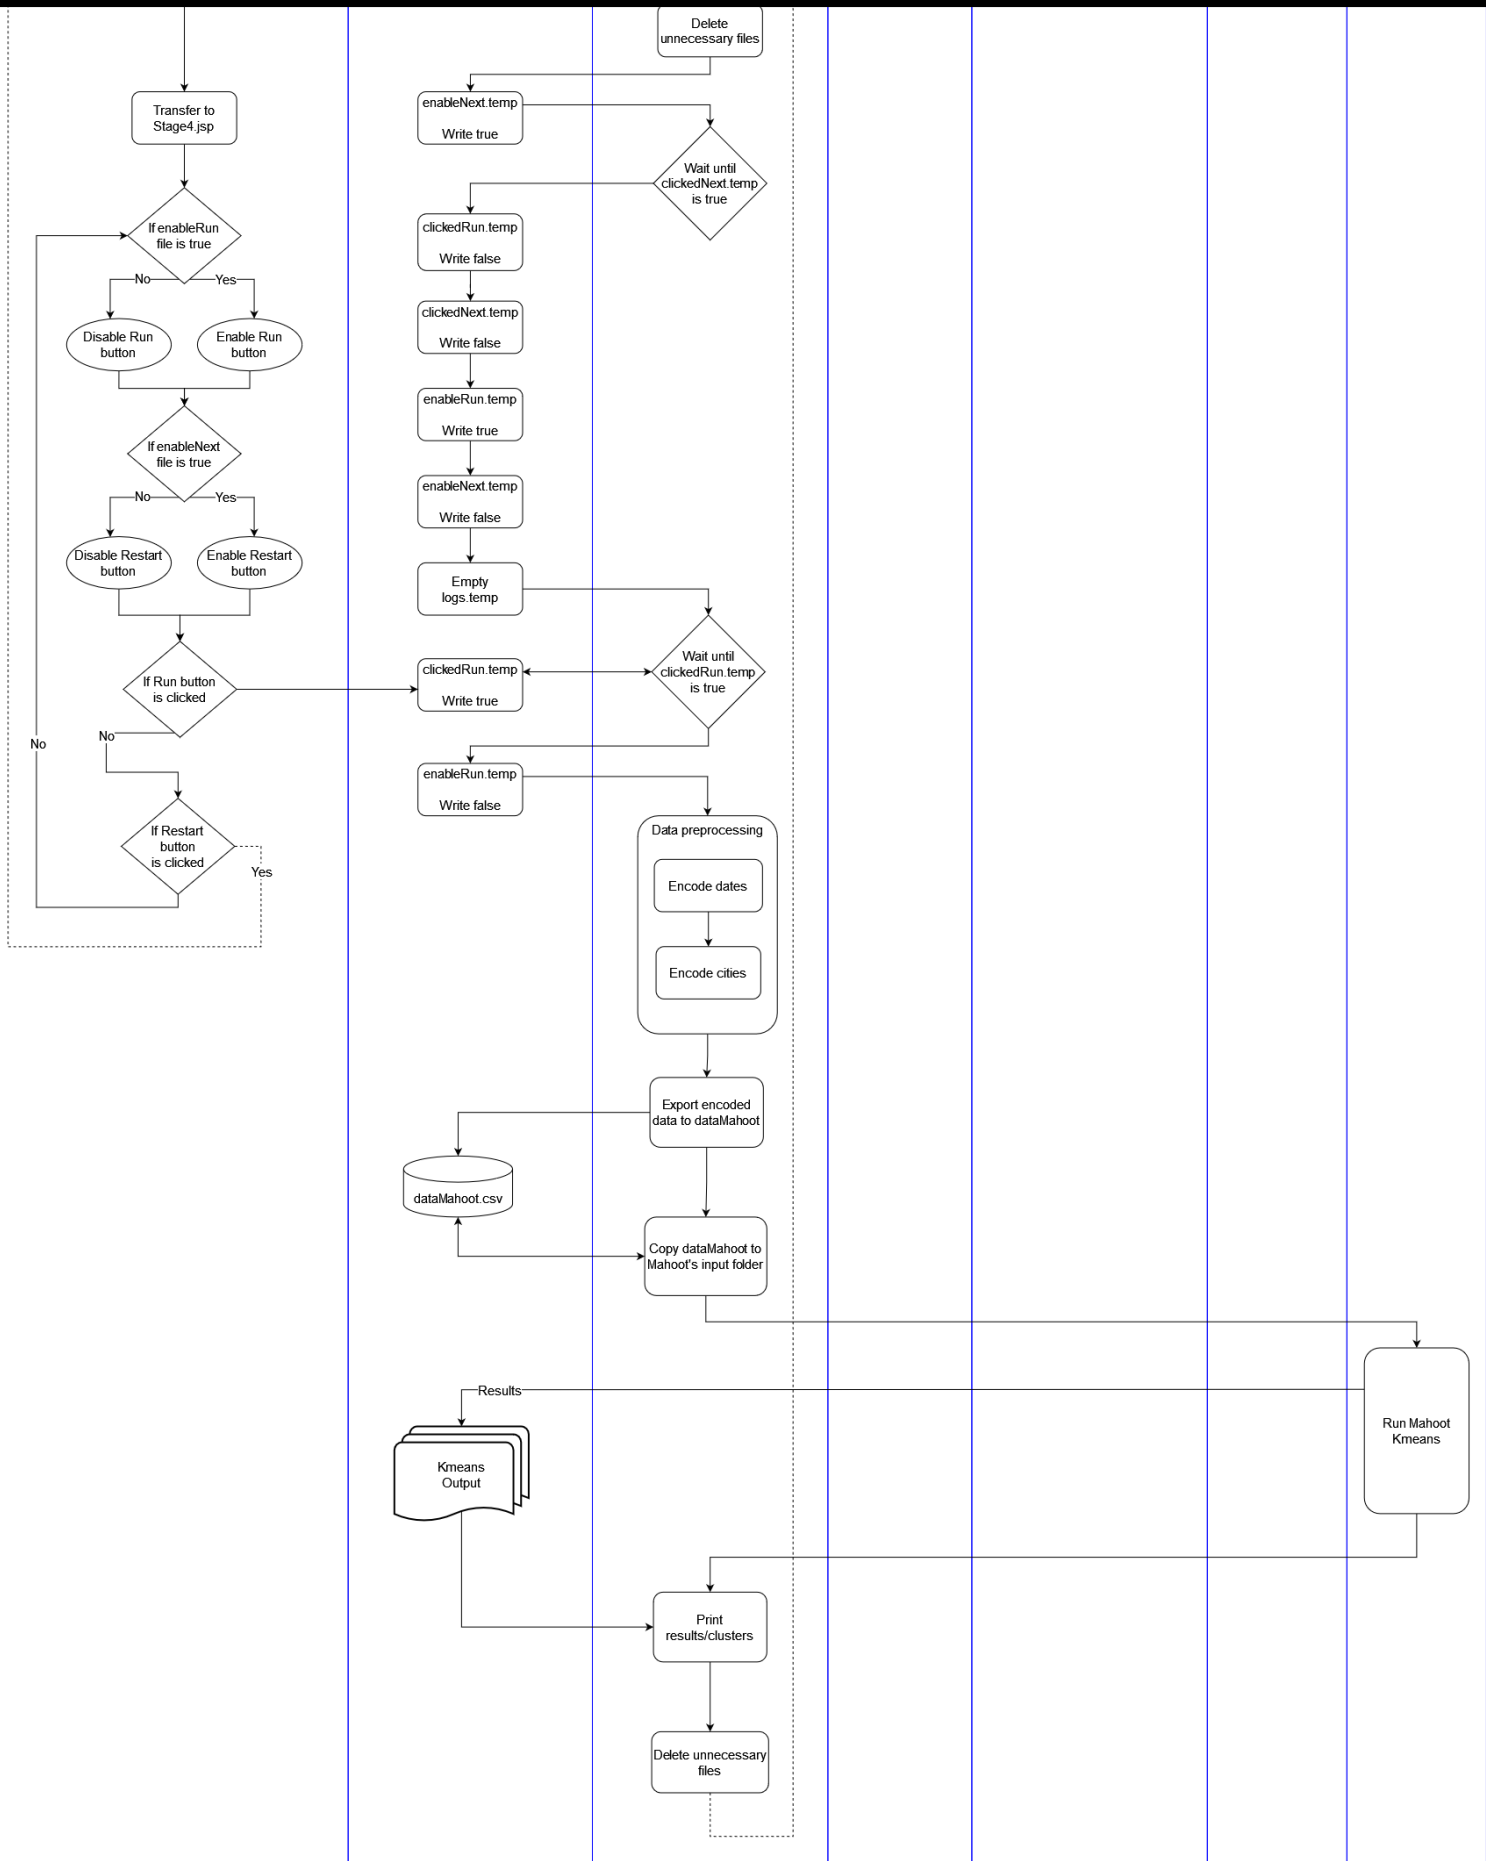 Delete
unnecessary files
Transfer to
Stage4.jsp
enableNext.temp
Write true
Wait until
clickedNext.temp
is true
If enableRun
file is true
No
Yes
Disable Run
button
Enable Run
button
clickedRun.temp
Write false
clickedNext.temp
Write false
enableRun.temp
Write true
If enableNext
file is true
No
Yes
Disable Restart
button
Enable Restart
button
enableNext.temp
Write false
Empty
logs.temp
If Run button
is clicked
clickedRun.temp
Write true
Wait until
clickedRun.temp
is true
No
No
If Restart
button
is clicked
Yes
enableRun.temp
Write false
Data preprocessing
Encode dates
Encode cities
Export encoded
data to dataMahoot
dataMahoot.csv
Copy dataMahoot to
Mahoot's input folder
Run Mahoot
Kmeans
Results
Kmeans
Output
Print
results/clusters
Delete unnecessary
files